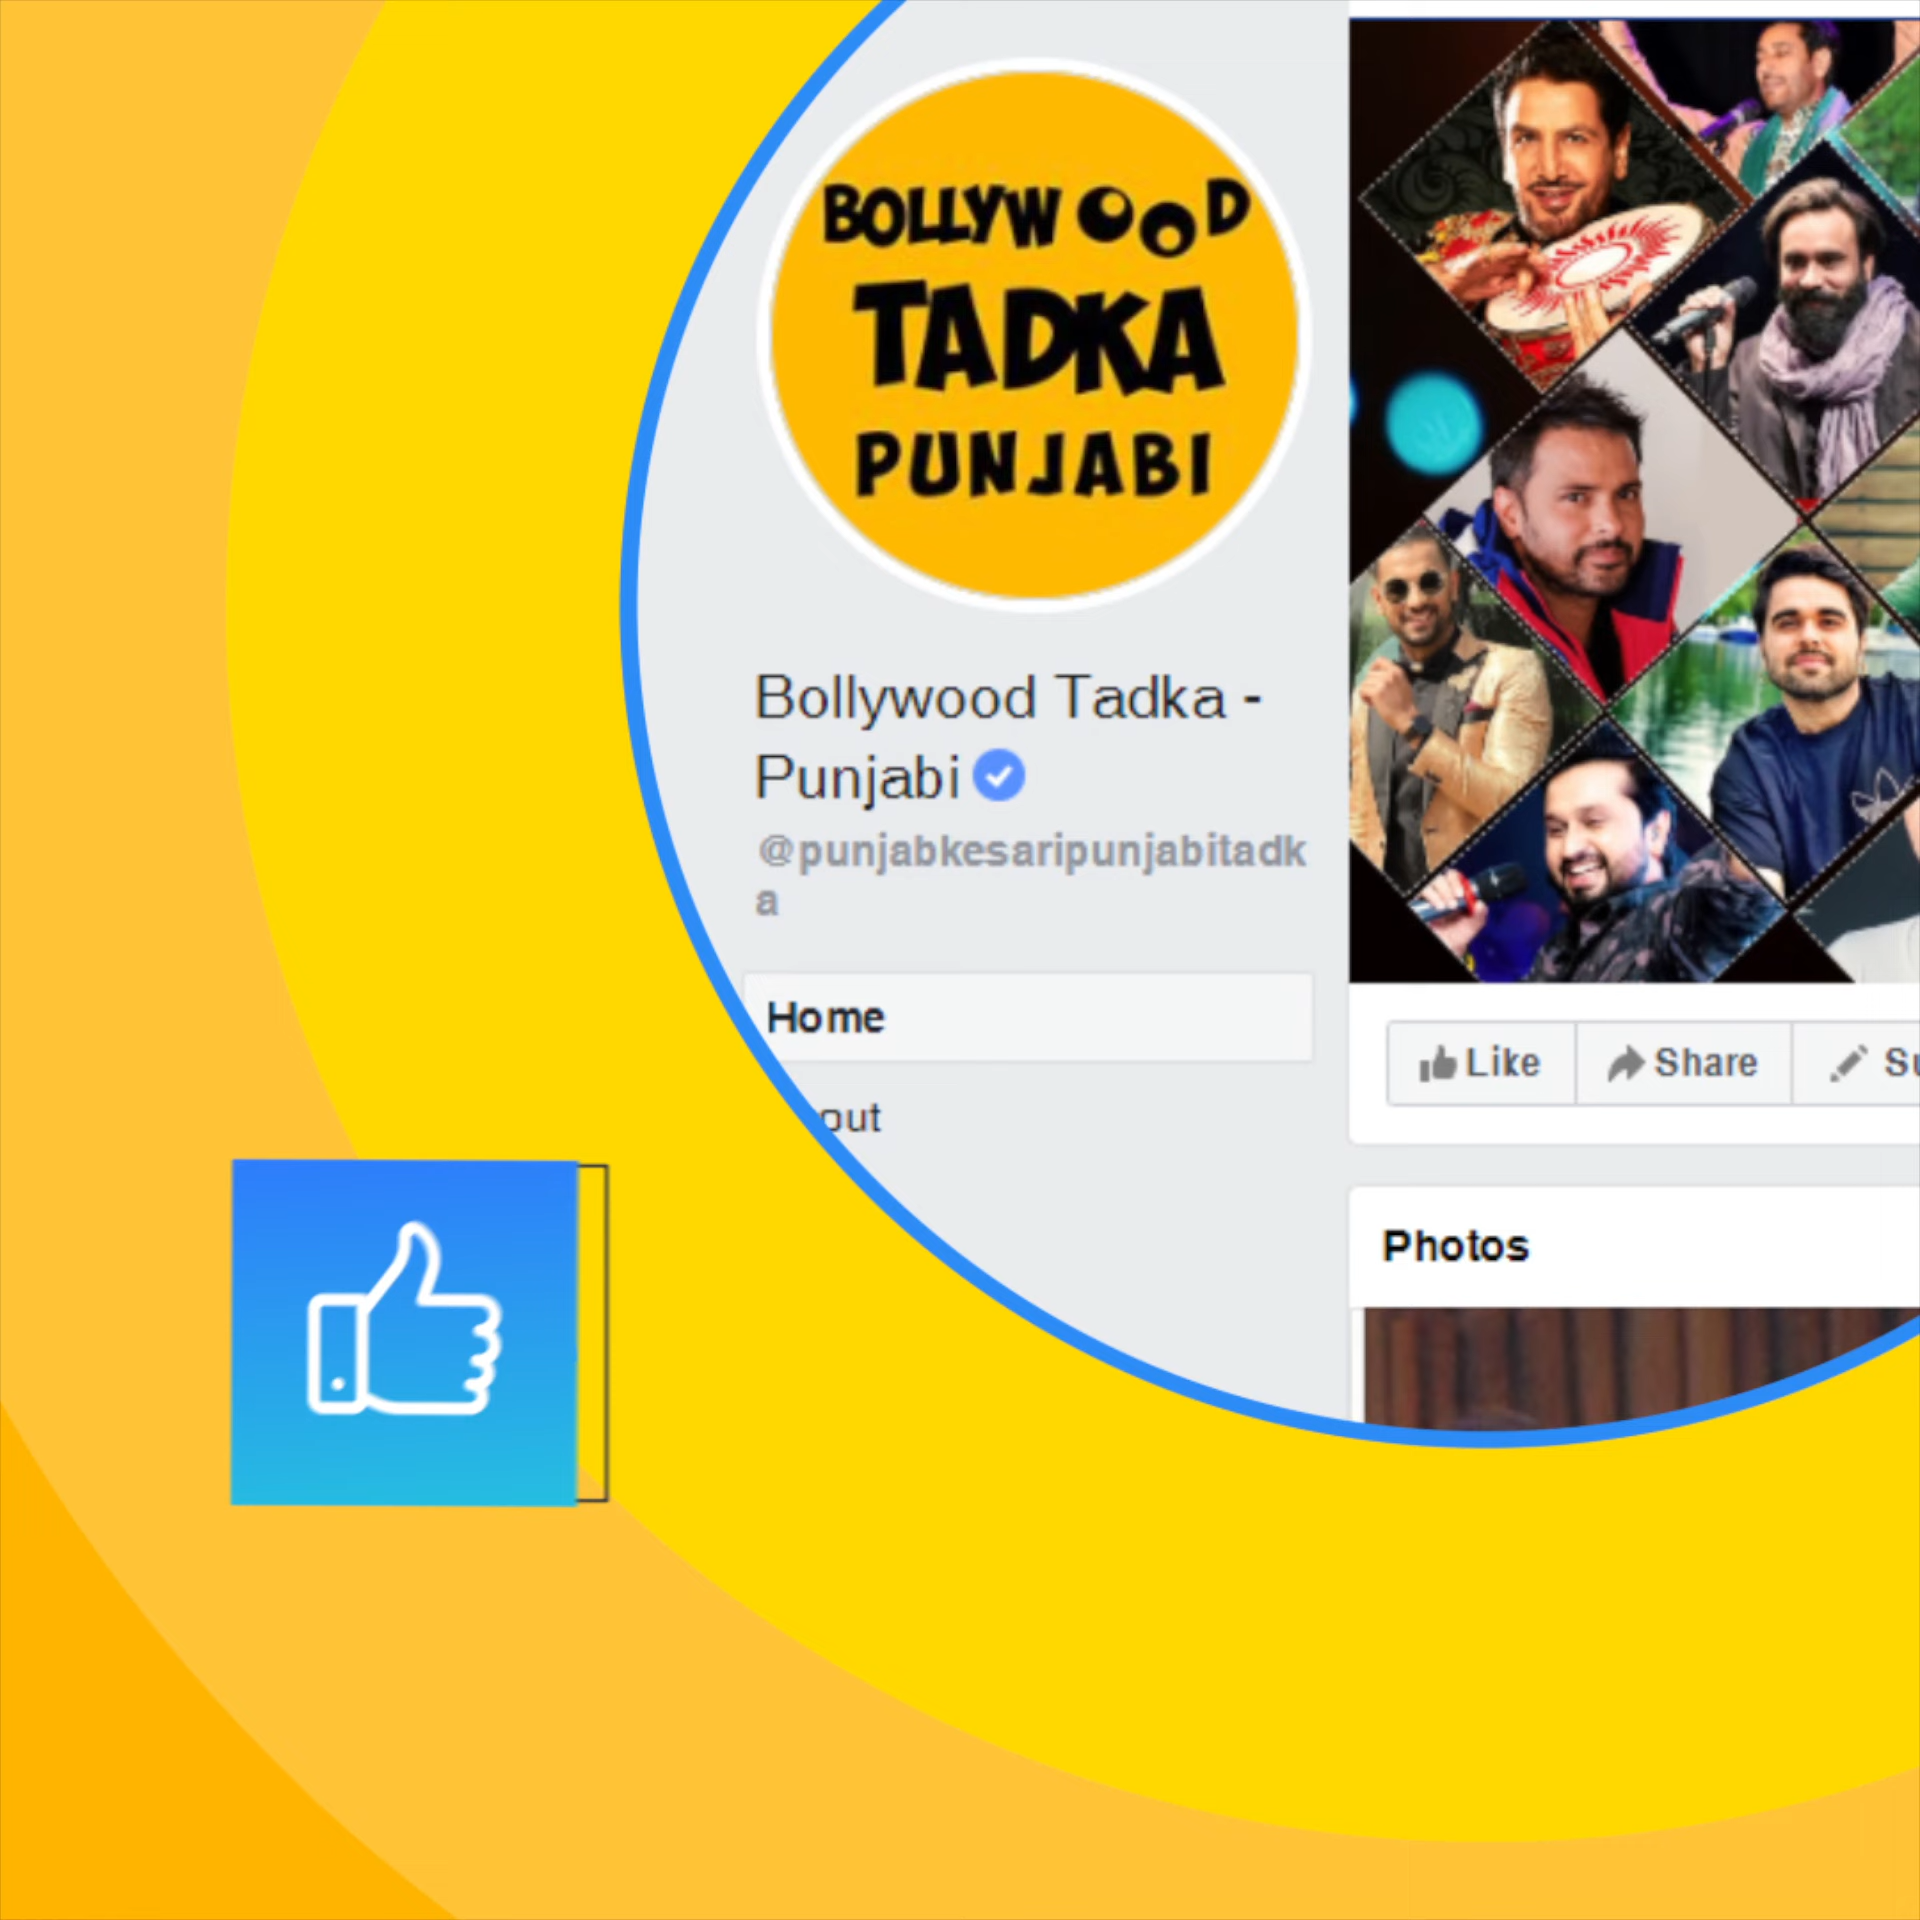 BOLLYWOOD
TADKA
PUNJABI
Bollywood Tadka -
Punjabi
@punjabkesaripunjabitadk
a
Home
out
Like Share
Photos